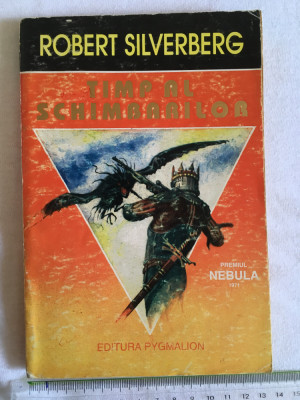 ROBERT SILVERBERG
TIMP AL
SCHIMBARILOR
PREMIUL
NEBULA
1971
EDITURA PYGMALION